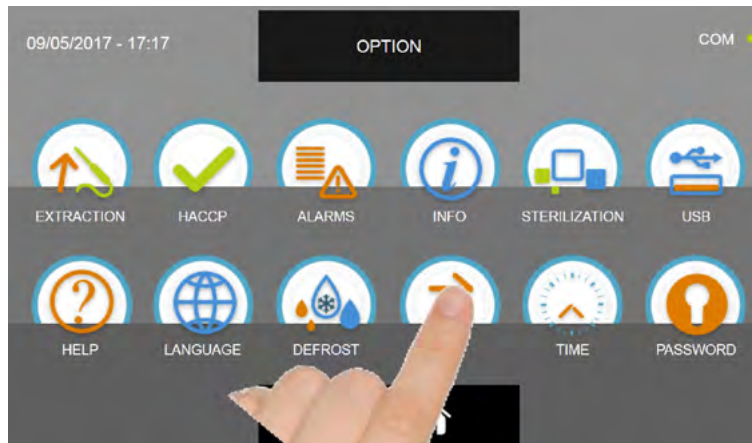 09/05/2017 - 17:17
OPTION
COM
EXTRACTION
HACCP
ALARMS
INFO
STERILIZATION
USB
HELP
LANGUAGE
DEFROST
TIME
PASSWORD